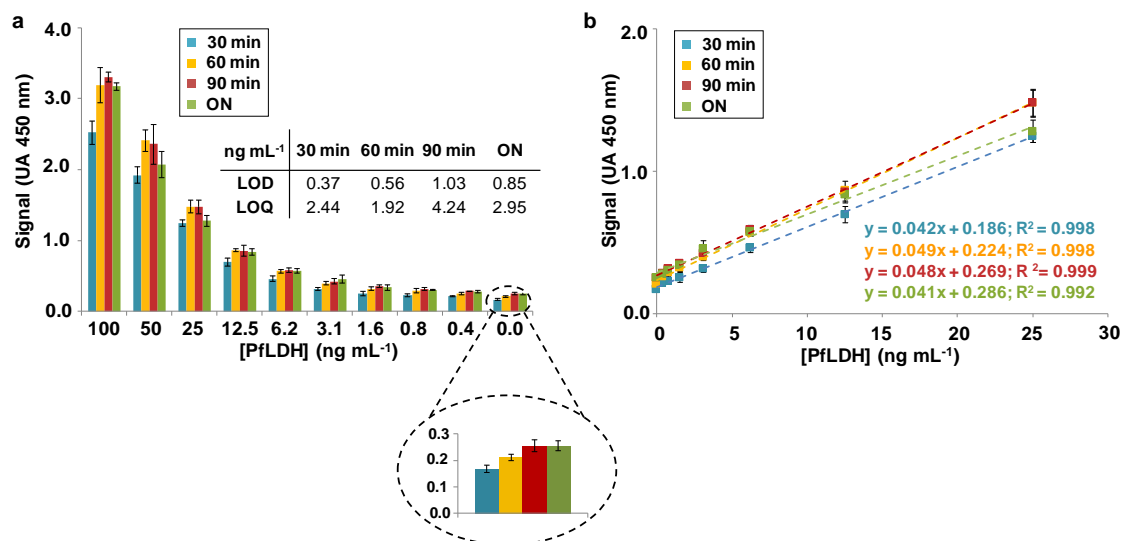 a
4.0
3.0
2.0
1.0
0.0
Signal (UA 450 nm)
30 min
60 min
90 min
ON
ng mL⁻¹ 30 min 60 min 90 min ON
LOD 0.37 0.56 1.03 0.85
LOQ 2.44 1.92 4.24 2.95
100 50 25 12.5 6.2 3.1 1.6 0.8 0.4 0.0
[PfLDH] (ng mL⁻¹)
0.3
0.2
0.1
0.0
b
2.0
1.0
0.0
Signal (UA 450 nm)
30 min
60 min
90 min
ON
y = 0.042x + 0.186; R² = 0.998
y = 0.049x + 0.224; R² = 0.998
y = 0.048x + 0.269; R ² = 0.999
y = 0.041x + 0.286; R² = 0.992
0 5 10 15 20 25 30
[PfLDH] (ng mL⁻¹)